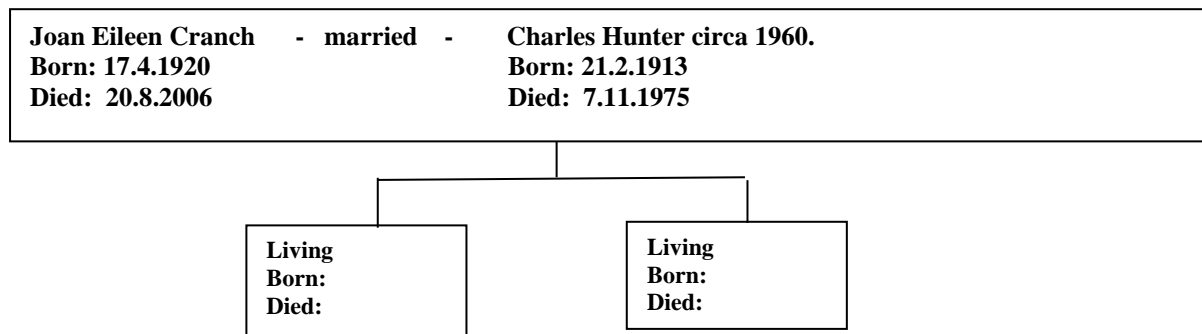 Joan Eileen Cranch - married - Charles Hunter circa 1960.
Born: 17.4.1920 Born: 21.2.1913
Died: 20.8.2006 Died: 7.11.1975
Living
Born:
Died:
Living
Born:
Died: